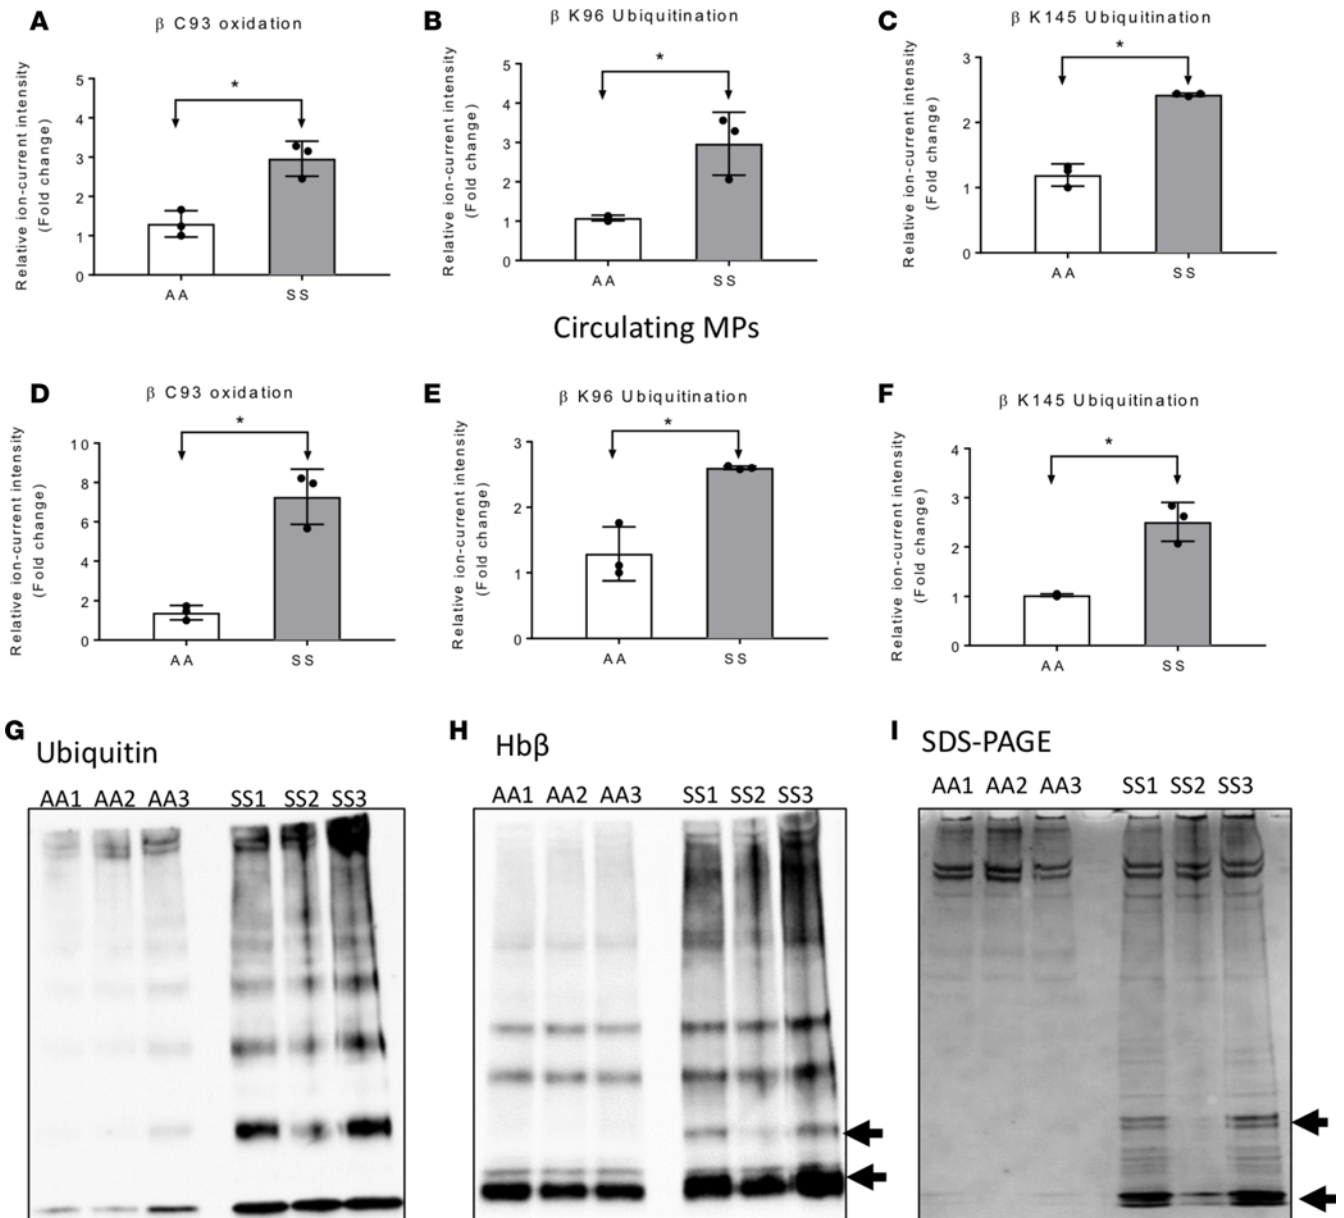 A
β C93 oxidation
Relative ion-current intensity
(Fold change)
5
4
3
2
1
0
*
AA
SS
B
β K96 Ubiquitination
Relative ion-current intensity
(Fold change)
5
4
3
2
1
0
*
AA
SS
C
β K145 Ubiquitination
Relative ion-current intensity
(Fold change)
3
2
1
0
*
AA
SS
Circulating MPs
D
β C93 oxidation
Relative ion-current intensity
(Fold change)
10
8
6
4
2
0
*
AA
SS
E
β K96 Ubiquitination
Relative ion-current intensity
(Fold change)
3
2
1
0
*
AA
SS
F
β K145 Ubiquitination
Relative ion-current intensity
(Fold change)
4
3
2
1
0
*
AA
SS
G
Ubiquitin
AA1 AA2 AA3 SS1 SS2 SS3
H
Hbβ
AA1 AA2 AA3 SS1 SS2 SS3
I
SDS-PAGE
AA1 AA2 AA3 SS1 SS2 SS3